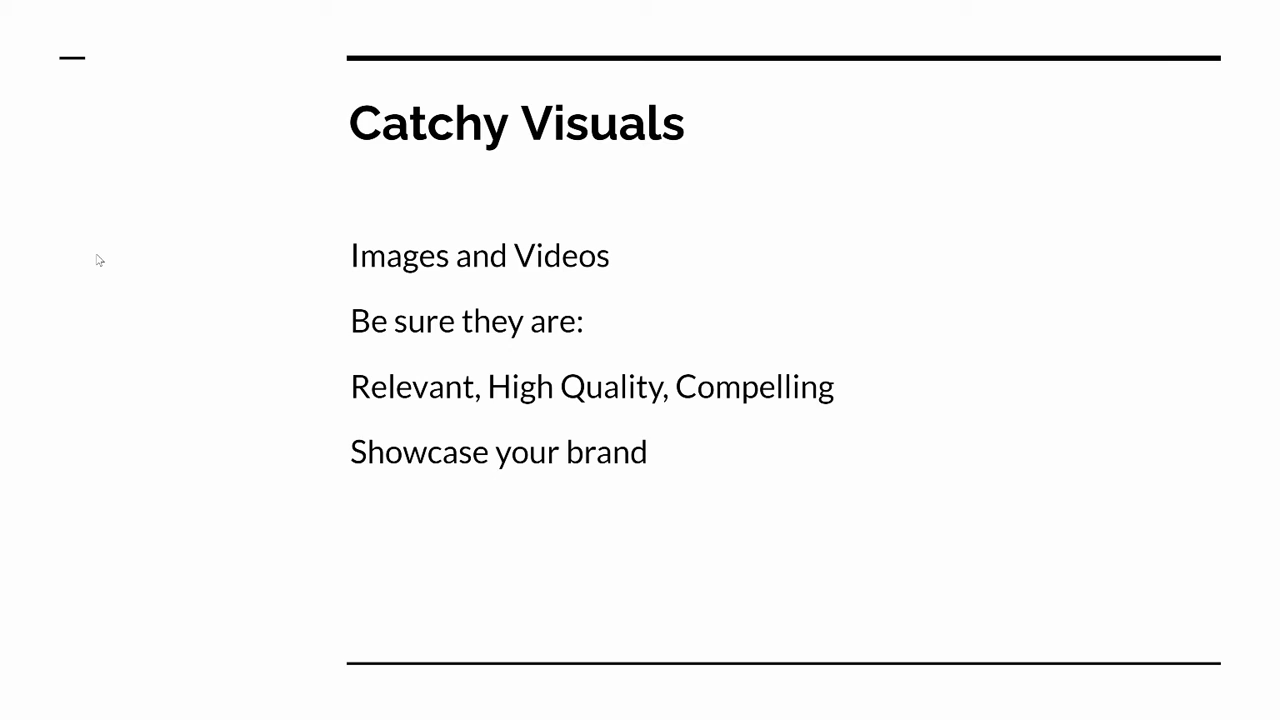 Catchy Visuals
Images and Videos
Be sure they are:
Relevant, High Quality, Compelling
Showcase your brand